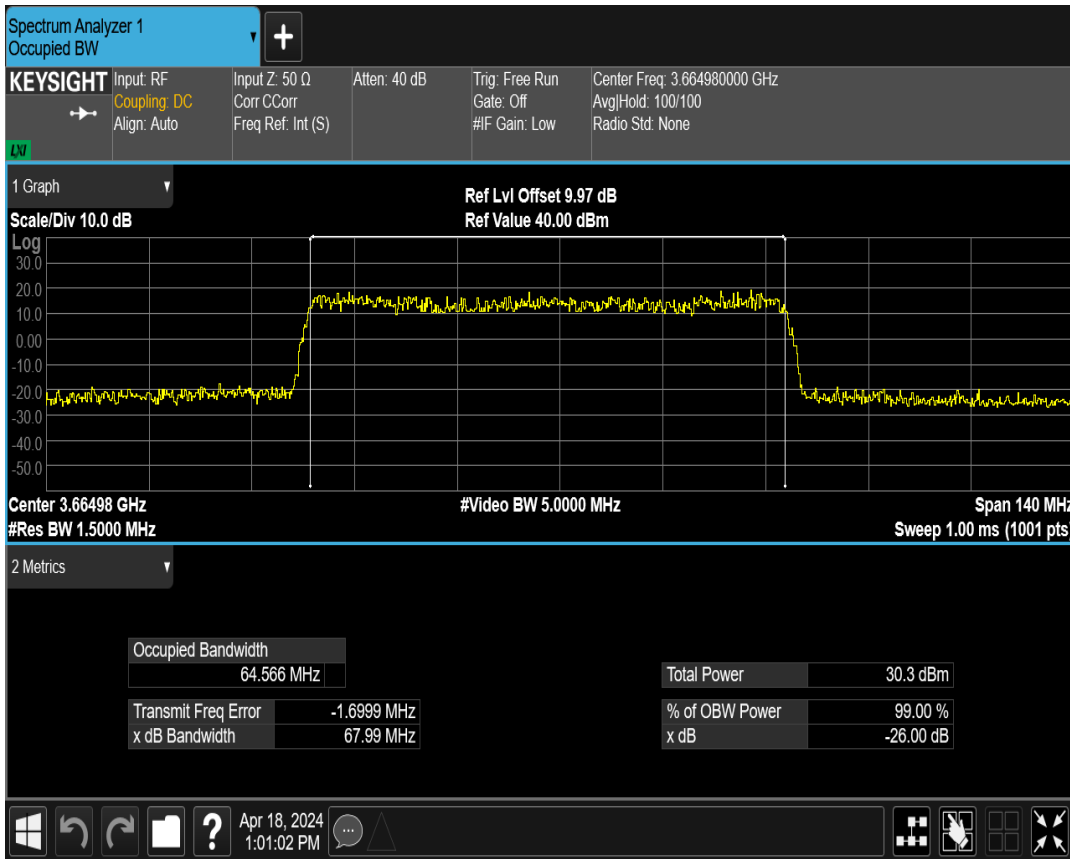 Spectrum Analyzer 1
Occupied BW
+
KEYSIGHT
LXI
Input: RF
Coupling: DC
Align: Auto
Input Z: 50 Ω
Corr CCorr
Freq Ref: Int (S)
Atten: 40 dB
Trig: Free Run
Gate: Off
#IF Gain: Low
Center Freq: 3.664980000 GHz
Avg|Hold: 100/100
Radio Std: None
1 Graph
Scale/Div 10.0 dB
Ref Lvl Offset 9.97 dB
Ref Value 40.00 dBm
Log
30.0
20.0
10.0
0.00
-10.0
-20.0
-30.0
-40.0
-50.0
Center 3.66498 GHz
#Video BW 5.0000 MHz
Span 140 MHz
#Res BW 1.5000 MHz
Sweep 1.00 ms (1001 pts)
2 Metrics
Occupied Bandwidth
64.566 MHz
Total Power 30.3 dBm
Transmit Freq Error -1.6999 MHz
% of OBW Power 99.00 %
x dB Bandwidth 67.99 MHz
x dB -26.00 dB
?
Apr 18, 2024
1:01:02 PM